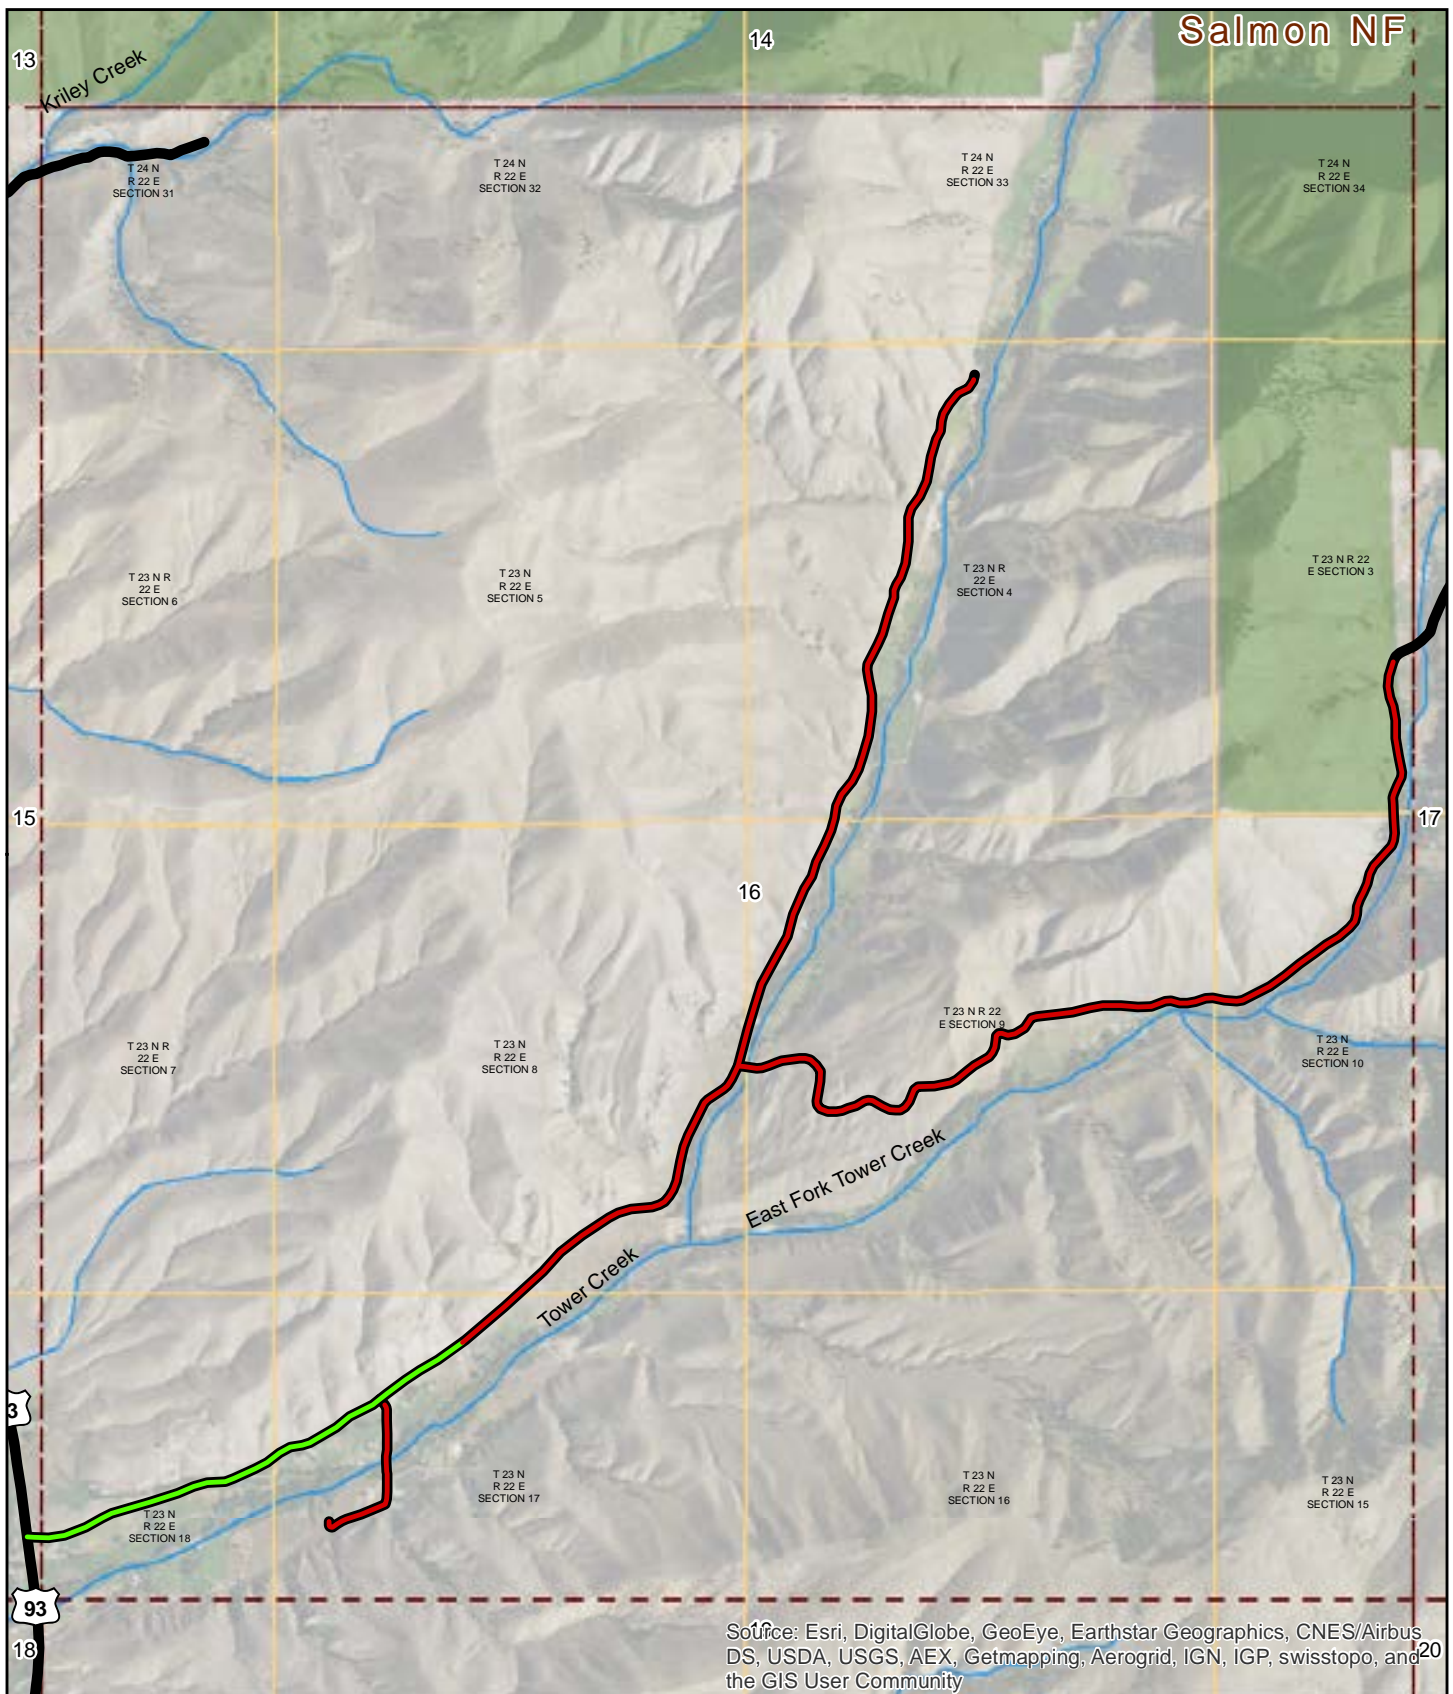 Salmon NF
13
14
Kriley Creek
T 24 N
R 22 E
SECTION 31
T 24 N
R 22 E
SECTION 32
T 24 N
R 22 E
SECTION 33
T 24 N
R 22 E
SECTION 34
T 23 N R
22 E
SECTION 6
T 23 N
R 22 E
SECTION 5
T 23 N R
22 E
SECTION 4
T 23 N R 22
E SECTION 3
15
17
16
T 23 N R
22 E
SECTION 7
T 23 N
R 22 E
SECTION 8
T 23 N R 22
E SECTION 9
T 23 N
R 22 E
SECTION 10
East Fork Tower Creek
Tower Creek
3
T 23 N
R 22 E
SECTION 18
T 23 N
R 22 E
SECTION 17
T 23 N
R 22 E
SECTION 16
T 23 N
R 22 E
SECTION 15
93
18
20
Source: Esri, DigitalGlobe, GeoEye, Earthstar Geographics, CNES/Airbus
DS, USDA, USGS, AEX, Getmapping, Aerogrid, IGN, IGP, swisstopo, and
the GIS User Community